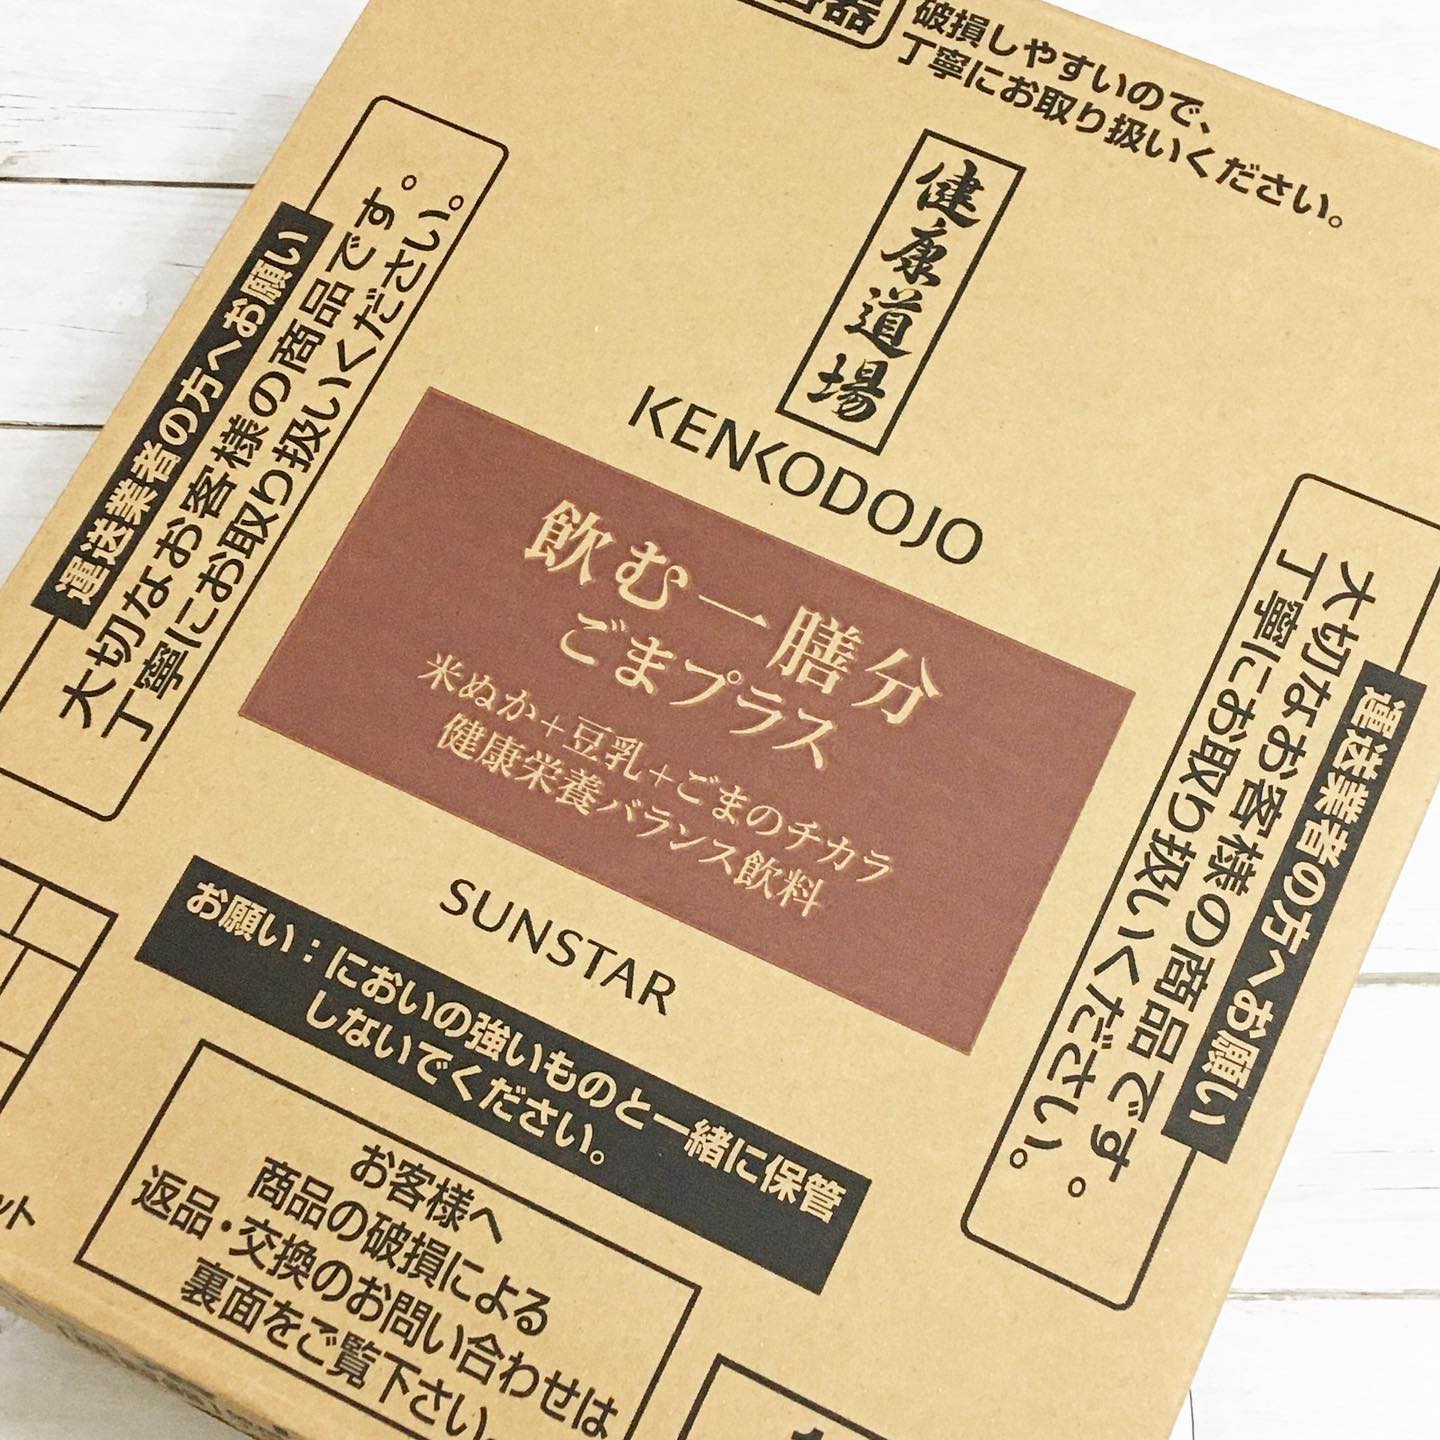 破損しやすいので、
丁寧にお取り扱いください。
健康道場
KENKODOJO
運送業者の方へお願い
大切なお客様の商品です。
丁寧にお取り扱いください。
飲む一膳分
ごまプラス
米ぬか+豆乳+ごまのチカラ
健康栄養バランス飲料
SUNSTAR
運送業者の方へお願い
大切なお客様の商品です。
丁寧にお取り扱いください。
お願い：においの強いものと一緒に保管
しないでください。
お客様へ
商品の破損による
返品・交換のお問い合わせは
裏面をご覧下さい。
ット